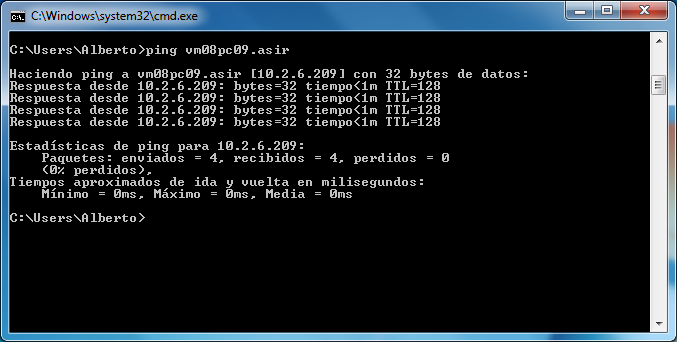 C:\Windows\system32\cmd.exe
C:\Users\Alberto>ping vm08pc09.asir
Haciendo ping a vm08pc09.asir [10.2.6.209] con 32 bytes de datos:
Respuesta desde 10.2.6.209: bytes=32 tiempo<1m TTL=128
Respuesta desde 10.2.6.209: bytes=32 tiempo<1m TTL=128
Respuesta desde 10.2.6.209: bytes=32 tiempo<1m TTL=128
Respuesta desde 10.2.6.209: bytes=32 tiempo<1m TTL=128
Estadísticas de ping para 10.2.6.209:
    Paquetes: enviados = 4, recibidos = 4, perdidos = 0
    (0% perdidos),
Tiempos aproximados de ida y vuelta en milisegundos:
    Mínimo = 0ms, Máximo = 0ms, Media = 0ms
C:\Users\Alberto>